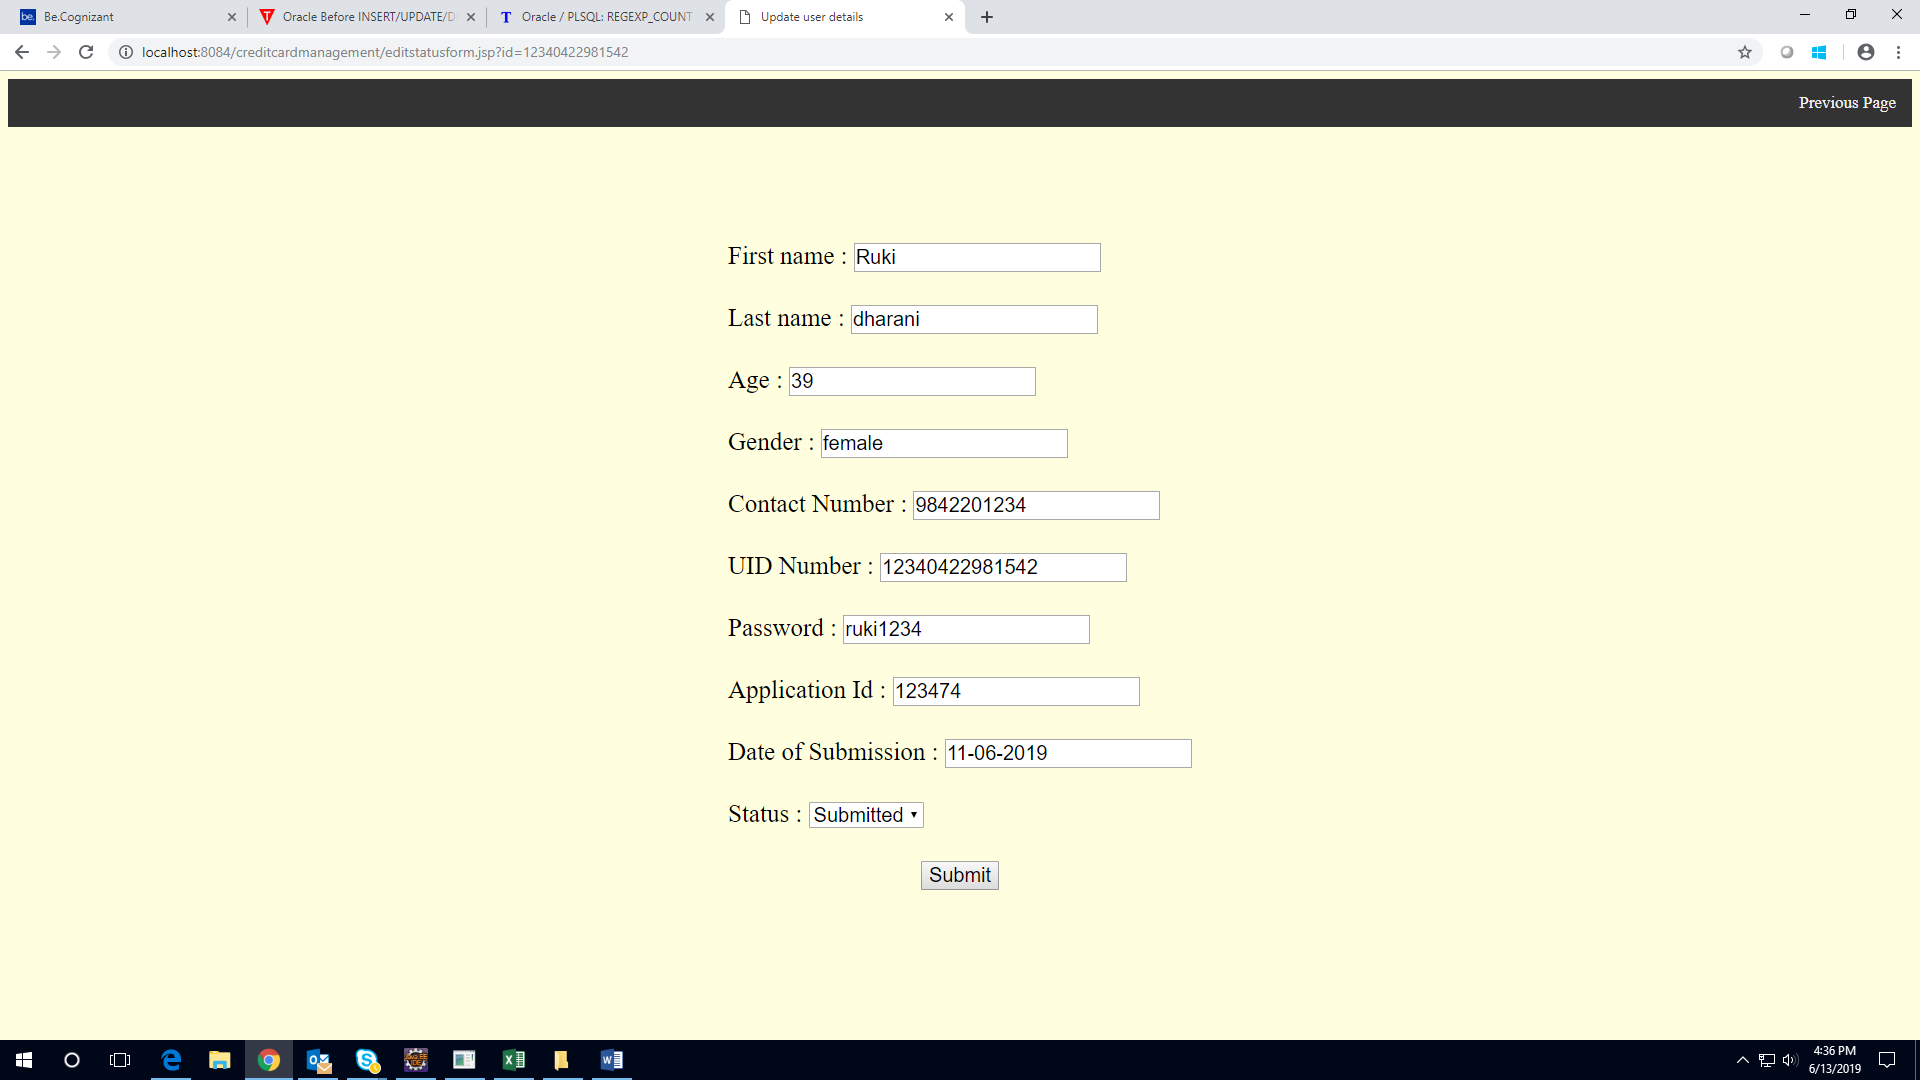 Be.Cognizant
Oracle Before INSERT/UPDATE/D
Oracle / PLSQL: REGEXP_COUNT
Update user details
localhost:8084/creditcardmanagement/editstatusform.jsp?id=12340422981542
Previous Page
First name : Ruki
Last name : dharani
Age : 39
Gender : female
Contact Number : 9842201234
UID Number : 12340422981542
Password : ruki1234
Application Id : 123474
Date of Submission : 11-06-2019
Status : Submitted
Submit
4:36 PM
6/13/2019